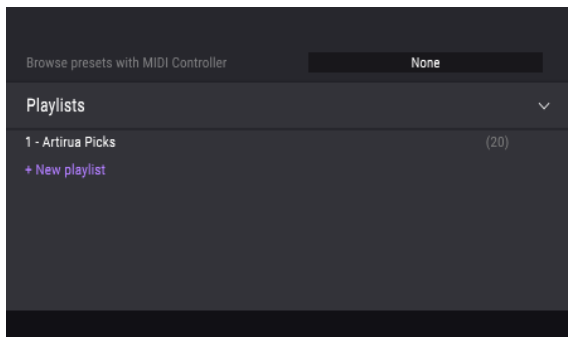 Browse presets with MIDI Controller None
Playlists
1 - Artirua Picks (20)
+ New playlist